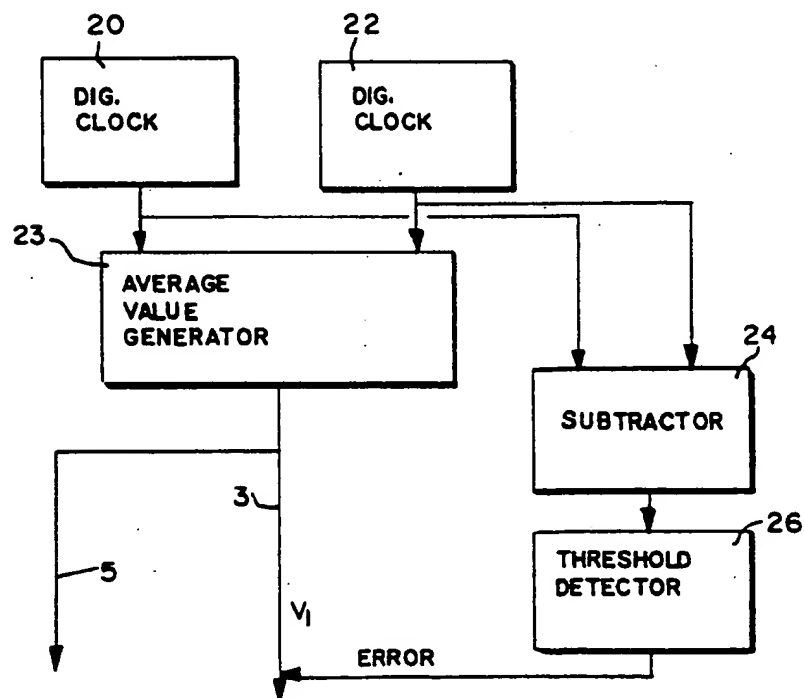 20
22
DIG.
CLOCK
DIG.
CLOCK
23
AVERAGE
VALUE
GENERATOR
24
SUBTRACTOR
3
26
5
THRESHOLD
DETECTOR
V1
ERROR